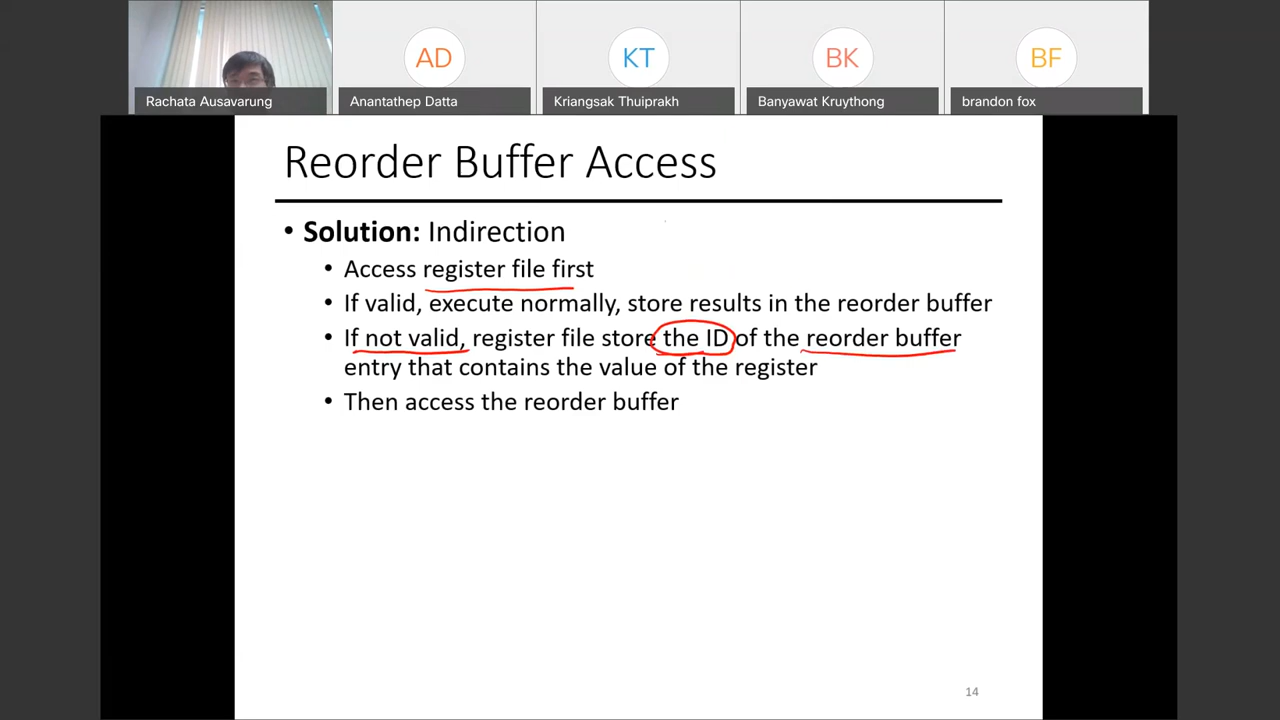 AD
KT
BK
BF
Rachata Ausavarung
Anantathep Datta
Kriangsak Thuiprakh
Banyawat Kruythong
brandon fox
Reorder Buffer Access
• Solution: Indirection
• Access register file first
• If valid, execute normally, store results in the reorder buffer
• If not valid, register file store the ID of the reorder buffer
entry that contains the value of the register
• Then access the reorder buffer
14